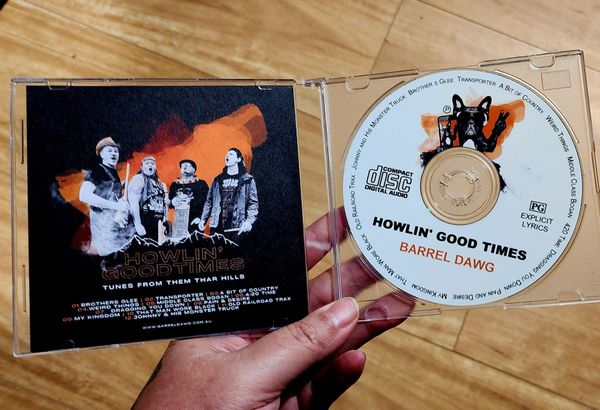 HOWLIN'
GOODTIMES
TUNES FROM THEM THAR HILLS
01 BROTHERS GLEE | 02 TRANSPORTER | 03 A BIT OF COUNTRY
04 WEIRD THINGS | 05 MIDDLE CLASS BOGAN | 06 420 TIME
07 DRAGGING YOU DOWN | 08 PAIN & DESIRE
09 MY KINGDOM | 10 THAT MAN WORE BLACK | 11 OLD RAILROAD TRAX
12 JOHNNY & HIS MONSTER TRUCK
WWW.BARRELDAWG.COM.AU
Old Railroad Trax Johnny and His Monster Truck Brother s Glee Transporter A Bit of Country Weird Things Middle Class Bogan 420 Time Dragging You Down Pain and Desire My Kingdom That Man Wore Black
COMPACT
disc
DIGITAL AUDIO
PG
EXPLICIT
LYRICS
HOWLIN' GOOD TIMES
BARREL DAWG